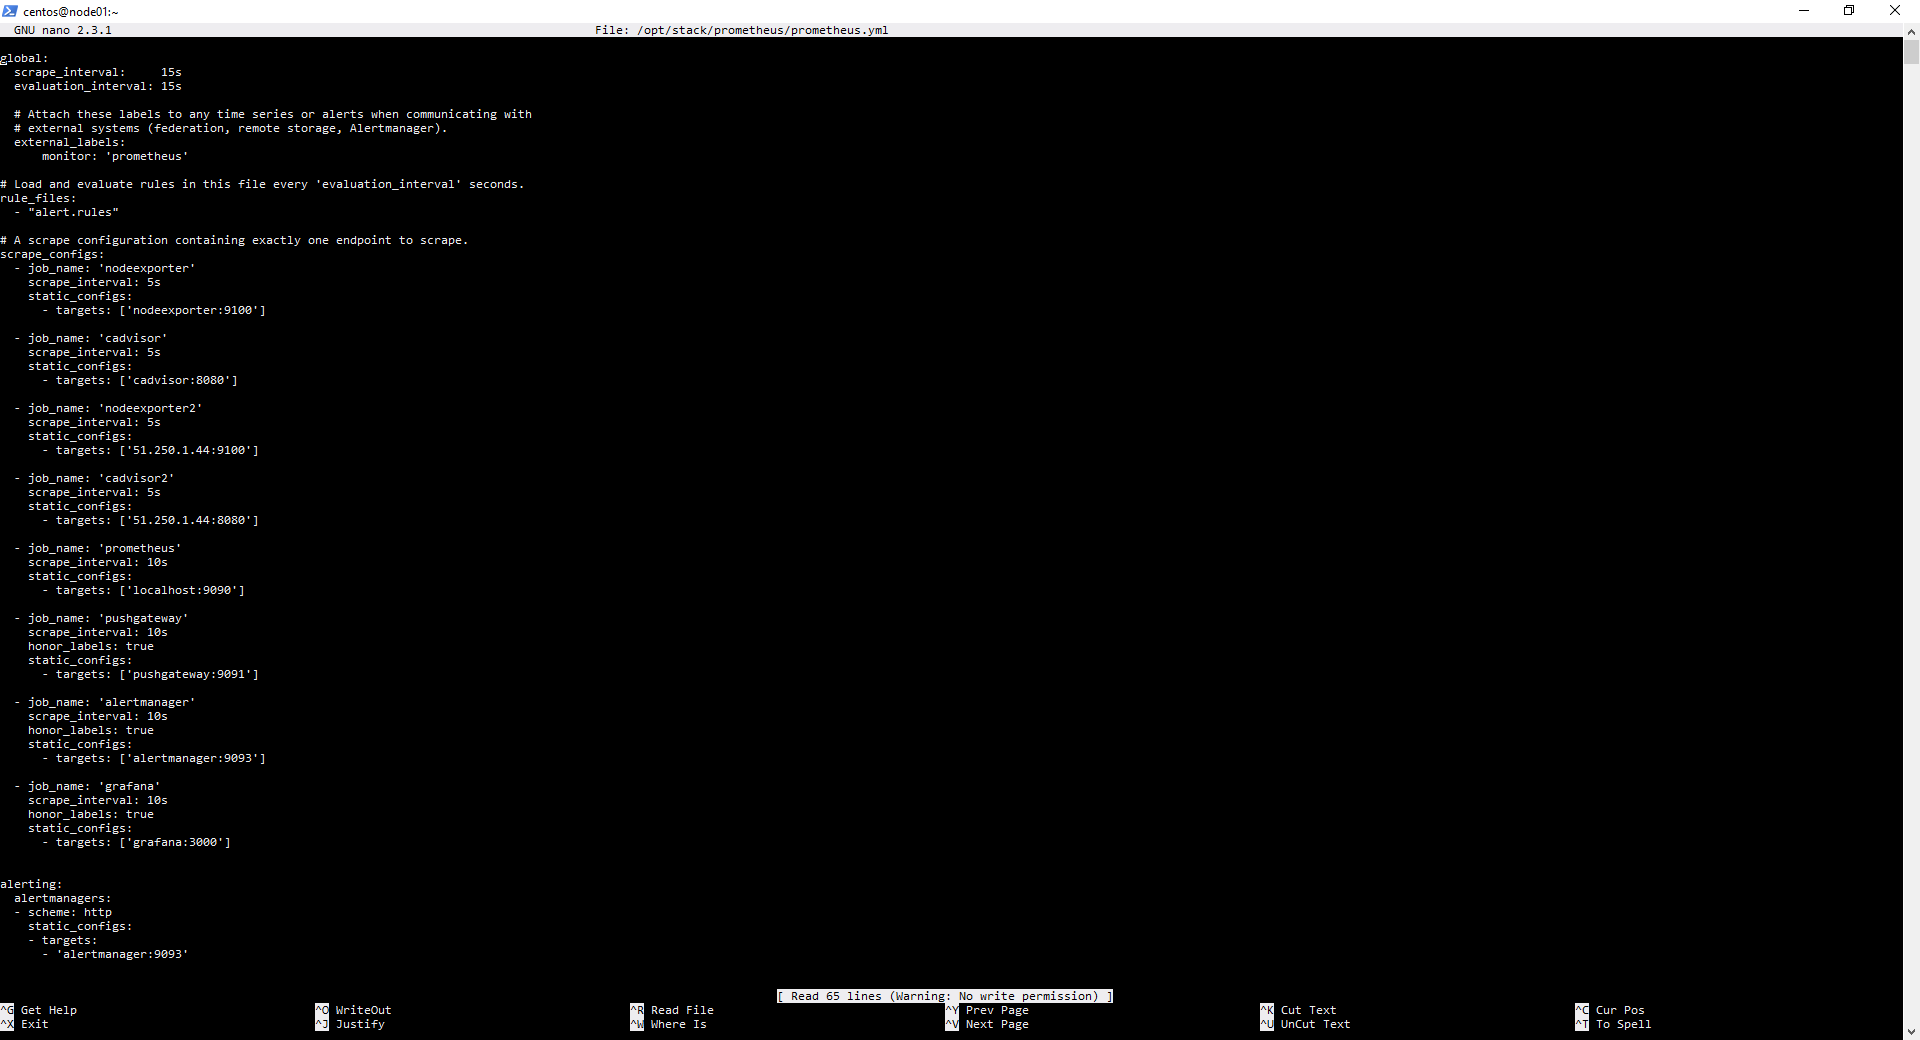 centos@node01:~
GNU nano 2.3.1 File: /opt/stack/prometheus/prometheus.yml
global:
  scrape_interval:     15s
  evaluation_interval: 15s

  # Attach these labels to any time series or alerts when communicating with
  # external systems (federation, remote storage, Alertmanager).
  external_labels:
      monitor: 'prometheus'

# Load and evaluate rules in this file every 'evaluation_interval' seconds.
rule_files:
  - "alert.rules"

# A scrape configuration containing exactly one endpoint to scrape.
scrape_configs:
  - job_name: 'nodeexporter'
    scrape_interval: 5s
    static_configs:
      - targets: ['nodeexporter:9100']

  - job_name: 'cadvisor'
    scrape_interval: 5s
    static_configs:
      - targets: ['cadvisor:8080']

  - job_name: 'nodeexporter2'
    scrape_interval: 5s
    static_configs:
      - targets: ['51.250.1.44:9100']

  - job_name: 'cadvisor2'
    scrape_interval: 5s
    static_configs:
      - targets: ['51.250.1.44:8080']

  - job_name: 'prometheus'
    scrape_interval: 10s
    static_configs:
      - targets: ['localhost:9090']

  - job_name: 'pushgateway'
    scrape_interval: 10s
    honor_labels: true
    static_configs:
      - targets: ['pushgateway:9091']

  - job_name: 'alertmanager'
    scrape_interval: 10s
    honor_labels: true
    static_configs:
      - targets: ['alertmanager:9093']

  - job_name: 'grafana'
    scrape_interval: 10s
    honor_labels: true
    static_configs:
      - targets: ['grafana:3000']

alerting:
  alertmanagers:
  - scheme: http
    static_configs:
    - targets:
      - 'alertmanager:9093'

[ Read 65 lines (Warning: No write permission) ]
^G Get Help ^O WriteOut ^R Read File ^Y Prev Page ^K Cut Text ^C Cur Pos
^X Exit ^J Justify ^W Where Is ^V Next Page ^U UnCut Text ^T To Spell